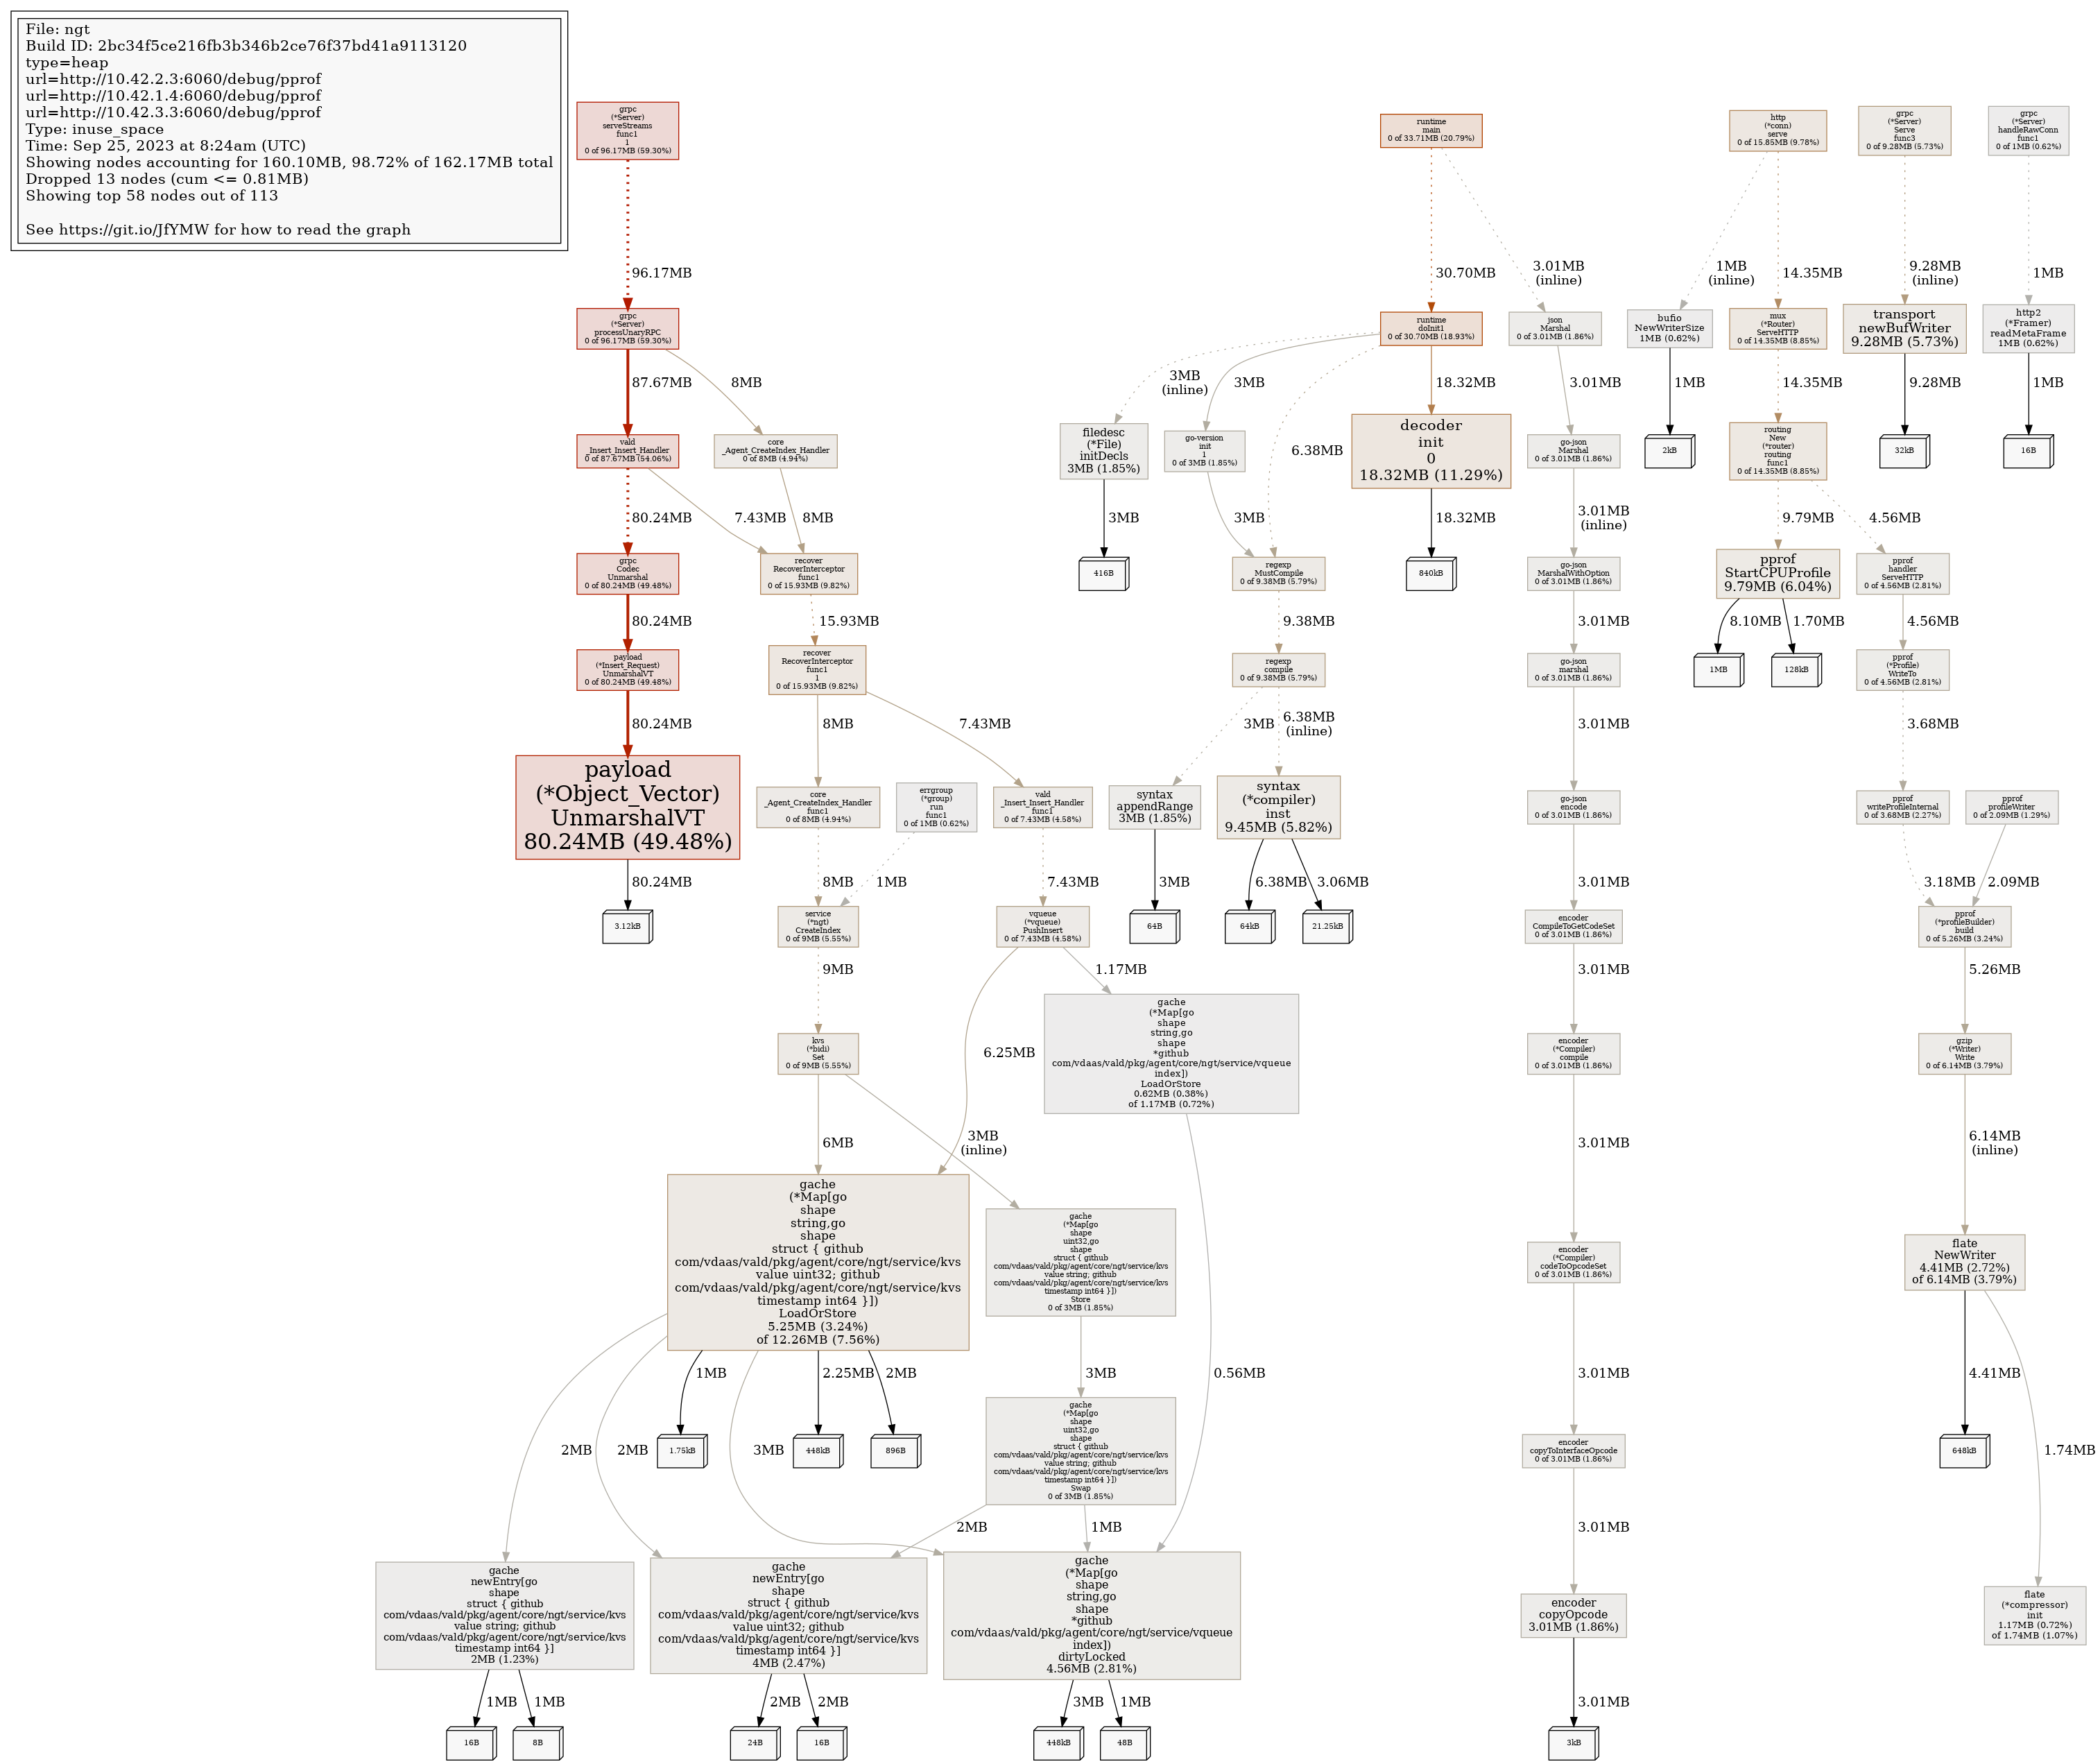 File: ngt
Build ID: 2bc34f5ce216fb3b346b2ce76f37bd41a9113120
type=heap
url=http://10.42.2.3:6060/debug/pprof
url=http://10.42.1.4:6060/debug/pprof
url=http://10.42.3.3:6060/debug/pprof
Type: inuse_space
Time: Sep 25, 2023 at 8:24am (UTC)
Showing nodes accounting for 160.10MB, 98.72% of 162.17MB total
Dropped 13 nodes (cum <= 0.81MB)
Showing top 58 nodes out of 113
See https://git.io/JfYMW for how to read the graph
grpc
(*Server)
serveStreams
func1
1
0 of 96.17MB (59.30%)
96.17MB
grpc
(*Server)
processUnaryRPC
0 of 96.17MB (59.30%)
87.67MB
8MB
vald
_Insert_Insert_Handler
0 of 87.67MB (54.06%)
core
_Agent_CreateIndex_Handler
0 of 8MB (4.94%)
80.24MB
7.43MB
8MB
grpc
Codec
Unmarshal
0 of 80.24MB (49.48%)
recover
RecoverInterceptor
func1
0 of 15.93MB (9.82%)
80.24MB
15.93MB
payload
(*Insert_Request)
UnmarshalVT
0 of 80.24MB (49.48%)
recover
RecoverInterceptor
func1
1
0 of 15.93MB (9.82%)
80.24MB
8MB
7.43MB
payload
(*Object_Vector)
UnmarshalVT
80.24MB (49.48%)
80.24MB
3.12kB
core
_Agent_CreateIndex_Handler
func1
0 of 8MB (4.94%)
errgroup
(*group)
run
func1
0 of 1MB (0.62%)
vald
_Insert_Insert_Handler
func1
0 of 7.43MB (4.58%)
8MB
1MB
7.43MB
service
(*ngt)
CreateIndex
0 of 9MB (5.55%)
vqueue
(*vqueue)
PushInsert
0 of 7.43MB (4.58%)
9MB
6.25MB
1.17MB
kvs
(*bidi)
Set
0 of 9MB (5.55%)
gache
(*Map[go
shape
string,go
shape
*github
com/vdaas/vald/pkg/agent/core/ngt/service/vqueue
index])
LoadOrStore
0.62MB (0.38%)
of 1.17MB (0.72%)
6MB
3MB
(inline)
0.56MB
gache
(*Map[go
shape
string,go
shape
struct { github
com/vdaas/vald/pkg/agent/core/ngt/service/kvs
value uint32; github
com/vdaas/vald/pkg/agent/core/ngt/service/kvs
timestamp int64 }])
LoadOrStore
5.25MB (3.24%)
of 12.26MB (7.56%)
gache
(*Map[go
shape
uint32,go
shape
struct { github
com/vdaas/vald/pkg/agent/core/ngt/service/kvs
value string; github
com/vdaas/vald/pkg/agent/core/ngt/service/kvs
timestamp int64 }])
Store
0 of 3MB (1.85%)
2MB
2MB
1MB
3MB
2.25MB
2MB
3MB
1.75kB
448kB
896B
gache
(*Map[go
shape
uint32,go
shape
struct { github
com/vdaas/vald/pkg/agent/core/ngt/service/kvs
value string; github
com/vdaas/vald/pkg/agent/core/ngt/service/kvs
timestamp int64 }])
Swap
0 of 3MB (1.85%)
2MB
1MB
gache
newEntry[go
shape
struct { github
com/vdaas/vald/pkg/agent/core/ngt/service/kvs
value string; github
com/vdaas/vald/pkg/agent/core/ngt/service/kvs
timestamp int64 }]
2MB (1.23%)
1MB
1MB
16B
8B
gache
newEntry[go
shape
struct { github
com/vdaas/vald/pkg/agent/core/ngt/service/kvs
value uint32; github
com/vdaas/vald/pkg/agent/core/ngt/service/kvs
timestamp int64 }]
4MB (2.47%)
2MB
2MB
24B
16B
gache
(*Map[go
shape
string,go
shape
*github
com/vdaas/vald/pkg/agent/core/ngt/service/vqueue
index])
dirtyLocked
4.56MB (2.81%)
3MB
1MB
448kB
48B
runtime
main
0 of 33.71MB (20.79%)
30.70MB
3.01MB
(inline)
runtime
doInit1
0 of 30.70MB (18.93%)
3MB
(inline)
3MB
6.38MB
18.32MB
filedesc
(*File)
initDecls
3MB (1.85%)
3MB
416B
go-version
init
1
0 of 3MB (1.85%)
3MB
decoder
init
0
18.32MB (11.29%)
18.32MB
840kB
regexp
MustCompile
0 of 9.38MB (5.79%)
9.38MB
regexp
compile
0 of 9.38MB (5.79%)
3MB
6.38MB
(inline)
syntax
appendRange
3MB (1.85%)
3MB
64B
syntax
(*compiler)
inst
9.45MB (5.82%)
6.38MB
3.06MB
64kB
21.25kB
json
Marshal
0 of 3.01MB (1.86%)
3.01MB
go-json
Marshal
0 of 3.01MB (1.86%)
3.01MB
(inline)
go-json
MarshalWithOption
0 of 3.01MB (1.86%)
3.01MB
go-json
marshal
0 of 3.01MB (1.86%)
3.01MB
go-json
encode
0 of 3.01MB (1.86%)
3.01MB
encoder
CompileToGetCodeSet
0 of 3.01MB (1.86%)
3.01MB
encoder
(*Compiler)
compile
0 of 3.01MB (1.86%)
3.01MB
encoder
(*Compiler)
codeToOpcodeSet
0 of 3.01MB (1.86%)
3.01MB
encoder
copyToInterfaceOpcode
0 of 3.01MB (1.86%)
3.01MB
encoder
copyOpcode
3.01MB (1.86%)
3.01MB
3kB
http
(*conn)
serve
0 of 15.85MB (9.78%)
1MB
(inline)
14.35MB
bufio
NewWriterSize
1MB (0.62%)
1MB
2kB
mux
(*Router)
ServeHTTP
0 of 14.35MB (8.85%)
14.35MB
routing
New
(*router)
routing
func1
0 of 14.35MB (8.85%)
9.79MB
4.56MB
pprof
StartCPUProfile
9.79MB (6.04%)
8.10MB
1.70MB
1MB
128kB
pprof
handler
ServeHTTP
0 of 4.56MB (2.81%)
4.56MB
pprof
(*Profile)
WriteTo
0 of 4.56MB (2.81%)
3.68MB
pprof
writeProfileInternal
0 of 3.68MB (2.27%)
pprof
profileWriter
0 of 2.09MB (1.29%)
3.18MB
2.09MB
pprof
(*profileBuilder)
build
0 of 5.26MB (3.24%)
5.26MB
gzip
(*Writer)
Write
0 of 6.14MB (3.79%)
6.14MB
(inline)
flate
NewWriter
4.41MB (2.72%)
of 6.14MB (3.79%)
4.41MB
1.74MB
648kB
flate
(*compressor)
init
1.17MB (0.72%)
of 1.74MB (1.07%)
grpc
(*Server)
Serve
func3
0 of 9.28MB (5.73%)
9.28MB
(inline)
transport
newBufWriter
9.28MB (5.73%)
9.28MB
32kB
grpc
(*Server)
handleRawConn
func1
0 of 1MB (0.62%)
1MB
http2
(*Framer)
readMetaFrame
1MB (0.62%)
1MB
16B